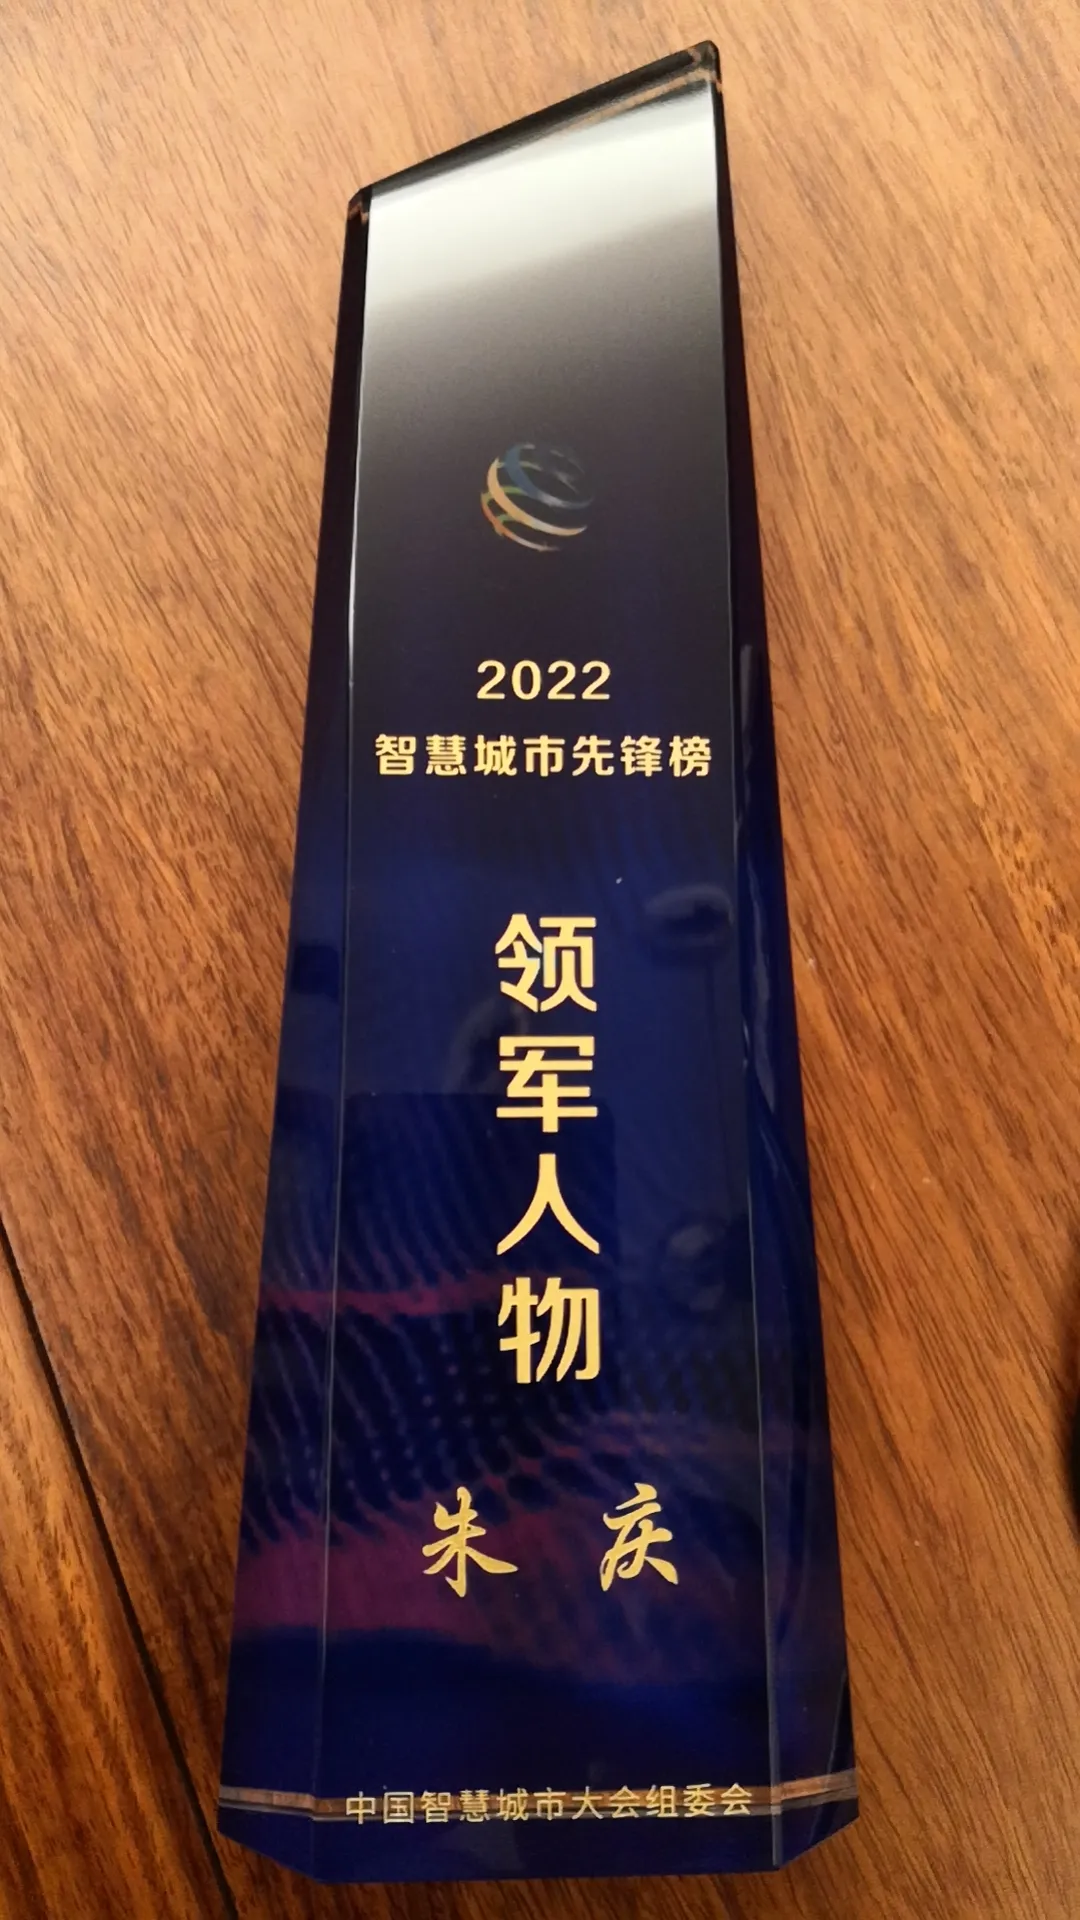 2022
智慧城市先锋榜
领军人物
朱 庆
中国智慧城市大会组委会